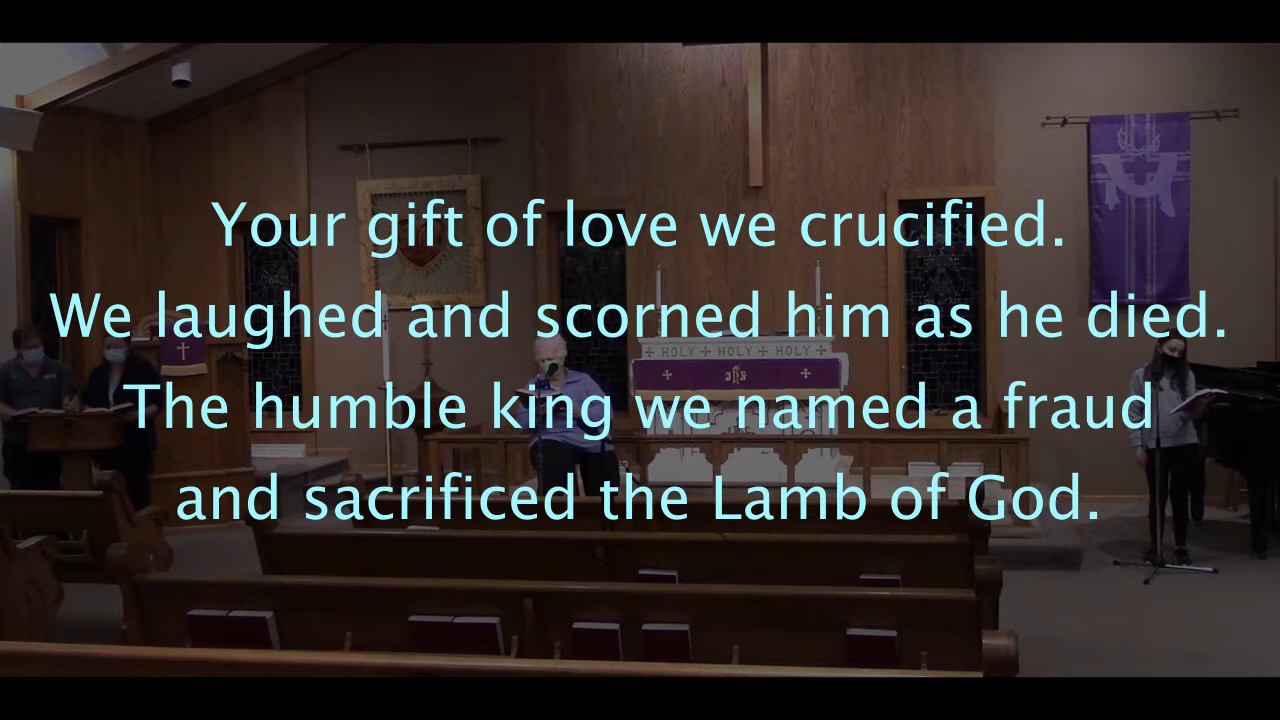 Your gift of love we crucified.
We laughed and scorned him as he died.
HOLY HOLY HOLY
The humble king we named a fraud
and sacrificed the Lamb of God.